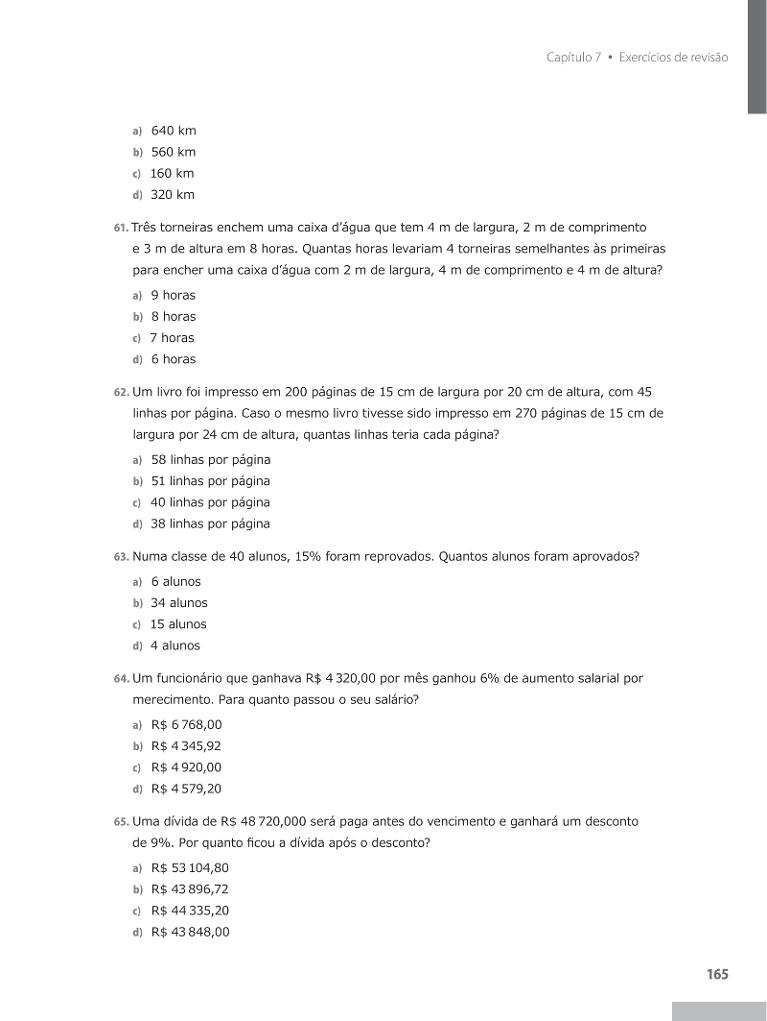 Capítulo 7 • Exercícios de revisão
a) 640 km
b) 560 km
c) 160 km
d) 320 km
61. Três torneiras enchem uma caixa d’água que tem 4 m de largura, 2 m de comprimento
e 3 m de altura em 8 horas. Quantas horas levariam 4 torneiras semelhantes às primeiras
para encher uma caixa d’água com 2 m de largura, 4 m de comprimento e 4 m de altura?
a) 9 horas
b) 8 horas
c) 7 horas
d) 6 horas
62. Um livro foi impresso em 200 páginas de 15 cm de largura por 20 cm de altura, com 45
linhas por página. Caso o mesmo livro tivesse sido impresso em 270 páginas de 15 cm de
largura por 24 cm de altura, quantas linhas teria cada página?
a) 58 linhas por página
b) 51 linhas por página
c) 40 linhas por página
d) 38 linhas por página
63. Numa classe de 40 alunos, 15% foram reprovados. Quantos alunos foram aprovados?
a) 6 alunos
b) 34 alunos
c) 15 alunos
d) 4 alunos
64. Um funcionário que ganhava R$ 4 320,00 por mês ganhou 6% de aumento salarial por
merecimento. Para quanto passou o seu salário?
a) R$ 6 768,00
b) R$ 4 345,92
c) R$ 4 920,00
d) R$ 4 579,20
65. Uma dívida de R$ 48 720,000 será paga antes do vencimento e ganhará um desconto
de 9%. Por quanto ficou a dívida após o desconto?
a) R$ 53 104,80
b) R$ 43 896,72
c) R$ 44 335,20
d) R$ 43 848,00
165